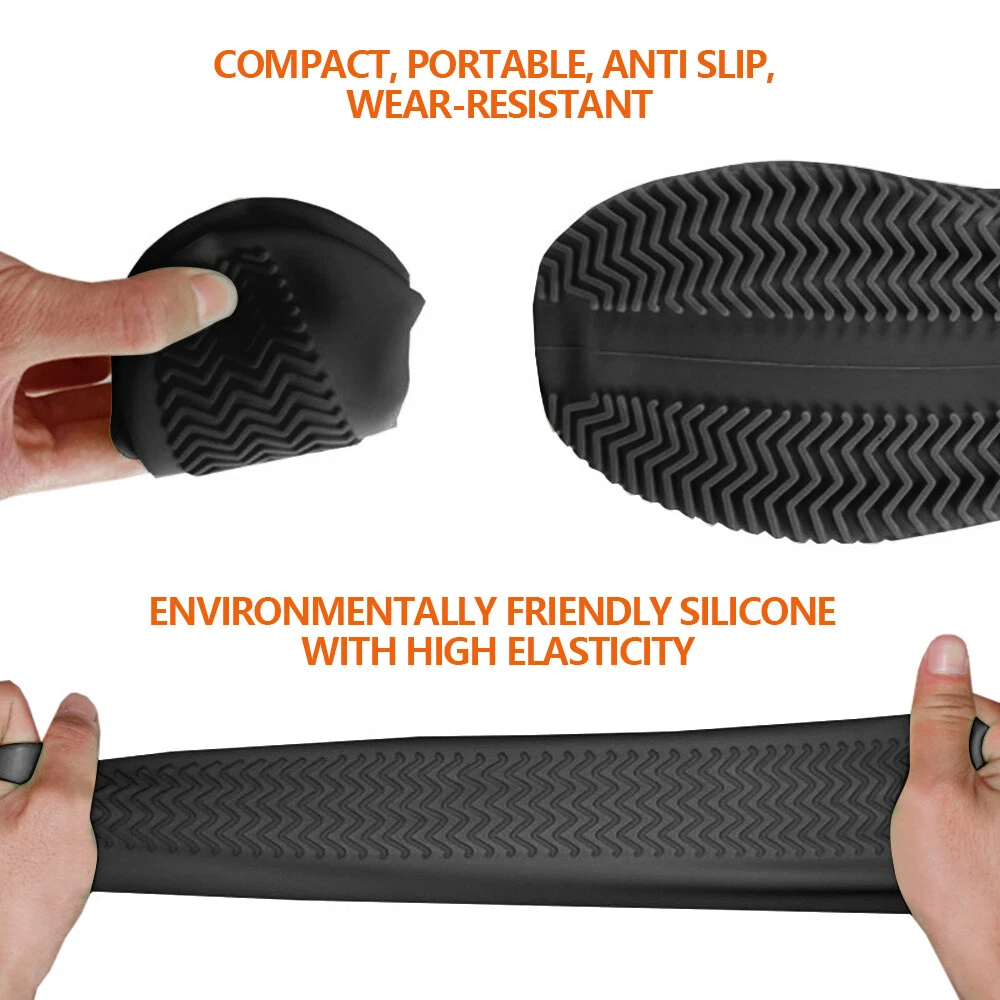 COMPACT, PORTABLE, ANTI SLIP,
WEAR-RESISTANT
ENVIRONMENTALLY FRIENDLY SILICONE
WITH HIGH ELASTICITY